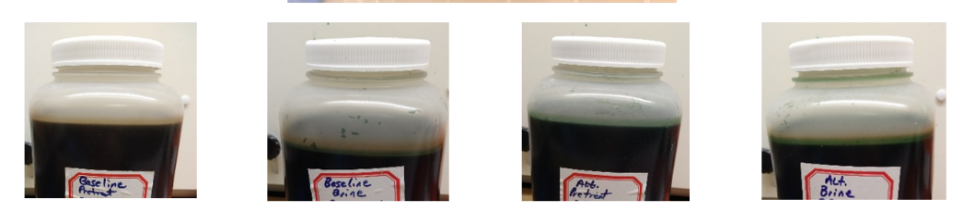 Baseline
Pretreat
Baseline
Brine
Alt.
Pretreat
Alt.
Brine